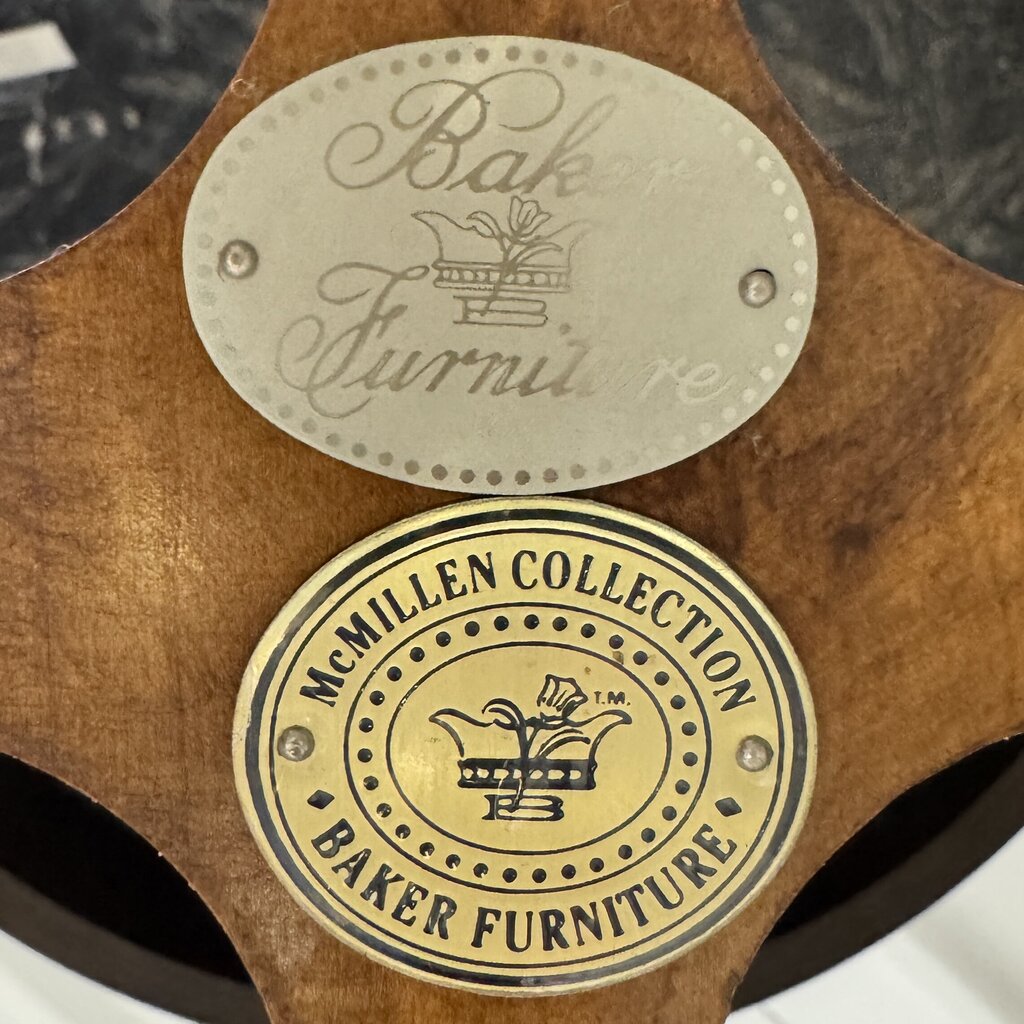 Baker
B
Furniture
McMILLEN COLLECTION
T.M.
B
BAKER FURNITURE